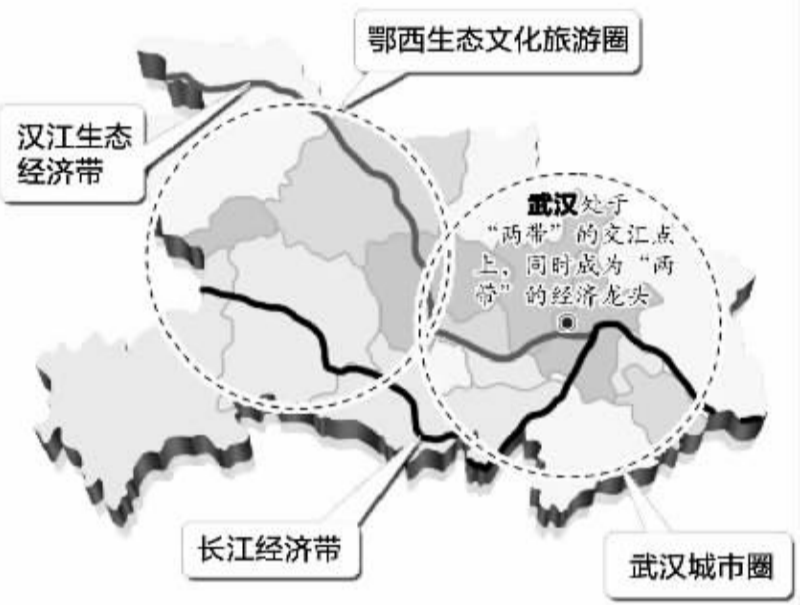 鄂西生态文化旅游圈
汉江生态
经济带
武汉处于
“两带”的交汇点
上，同时成为“两
带”的经济龙头
长江经济带
武汉城市圈